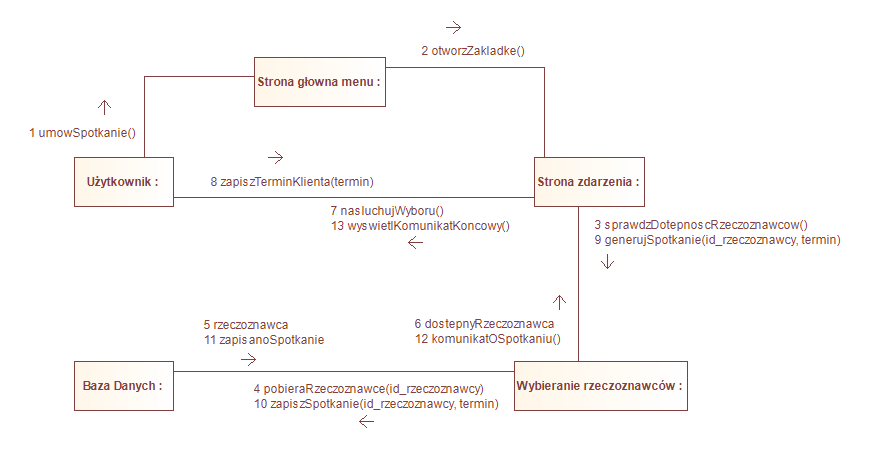 2 otworzZakladke()
Strona głowna menu :
1 umowSpotkanie()
Użytkownik :
8 zapiszTerminKlienta(termin)
Strona zdarzenia :
7 nasluchujWyboru()
13 wyswietlKomunikatKoncowy()
3 sprawdzDotepnoscRzeczoznawcow()
9 generujSpotkanie(id_rzeczoznawcy, termin)
5 rzeczoznawca
11 zapisanoSpotkanie
6 dostepnyRzeczoznawca
12 komunikatOSpotkaniu()
Baza Danych :
4 pobieraRzeczoznawce(id_rzeczoznawcy)
10 zapiszSpotkanie(id_rzeczoznawcy, termin)
Wybieranie rzeczoznawców :